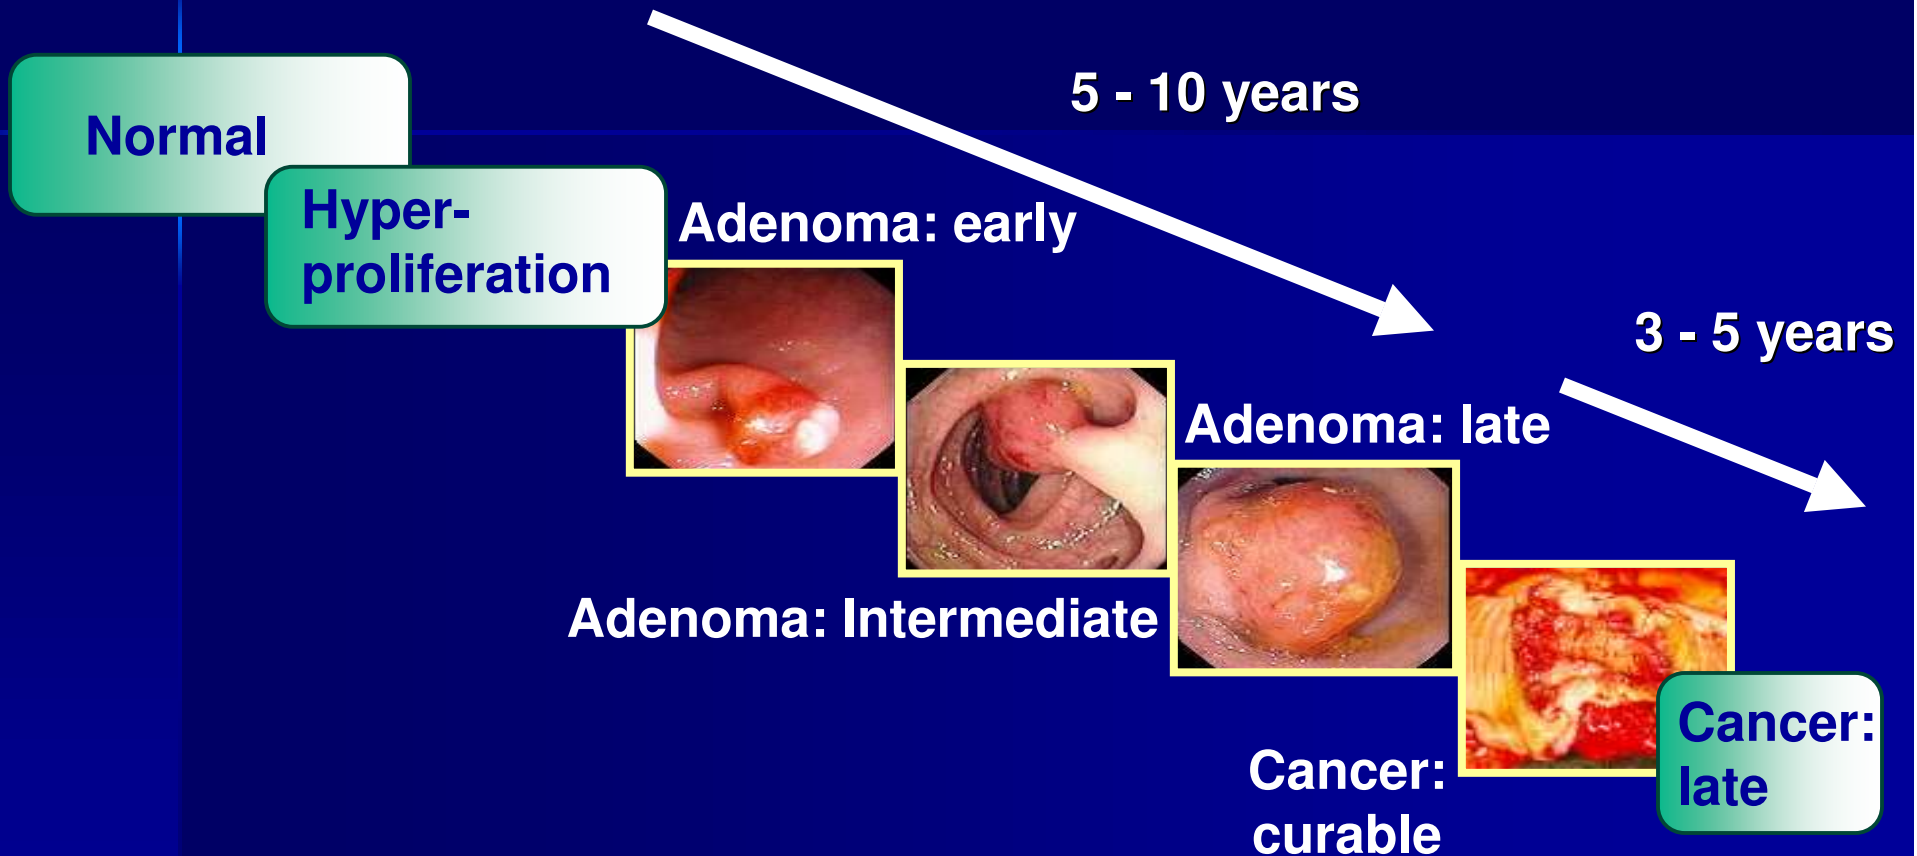 5 - 10 years
Normal
Hyper-
proliferation
Adenoma: early
3 - 5 years
Adenoma: late
Adenoma: Intermediate
Cancer:
curable
Cancer:
late